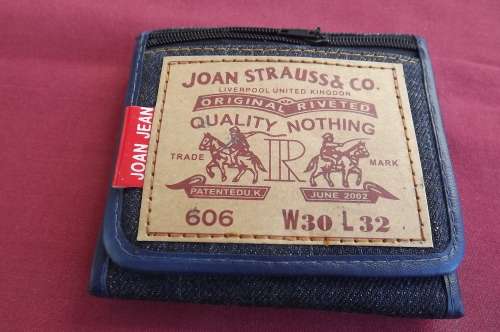 JOAN STRAUSS & CO.
LIVERPOOL UNITED KINGDON
ORIGINAL RIVETED
QUALITY NOTHING
TRADE R MARK
PATENTEDU.K JUNE 2002
606 W30 L32
JOAN JEAN